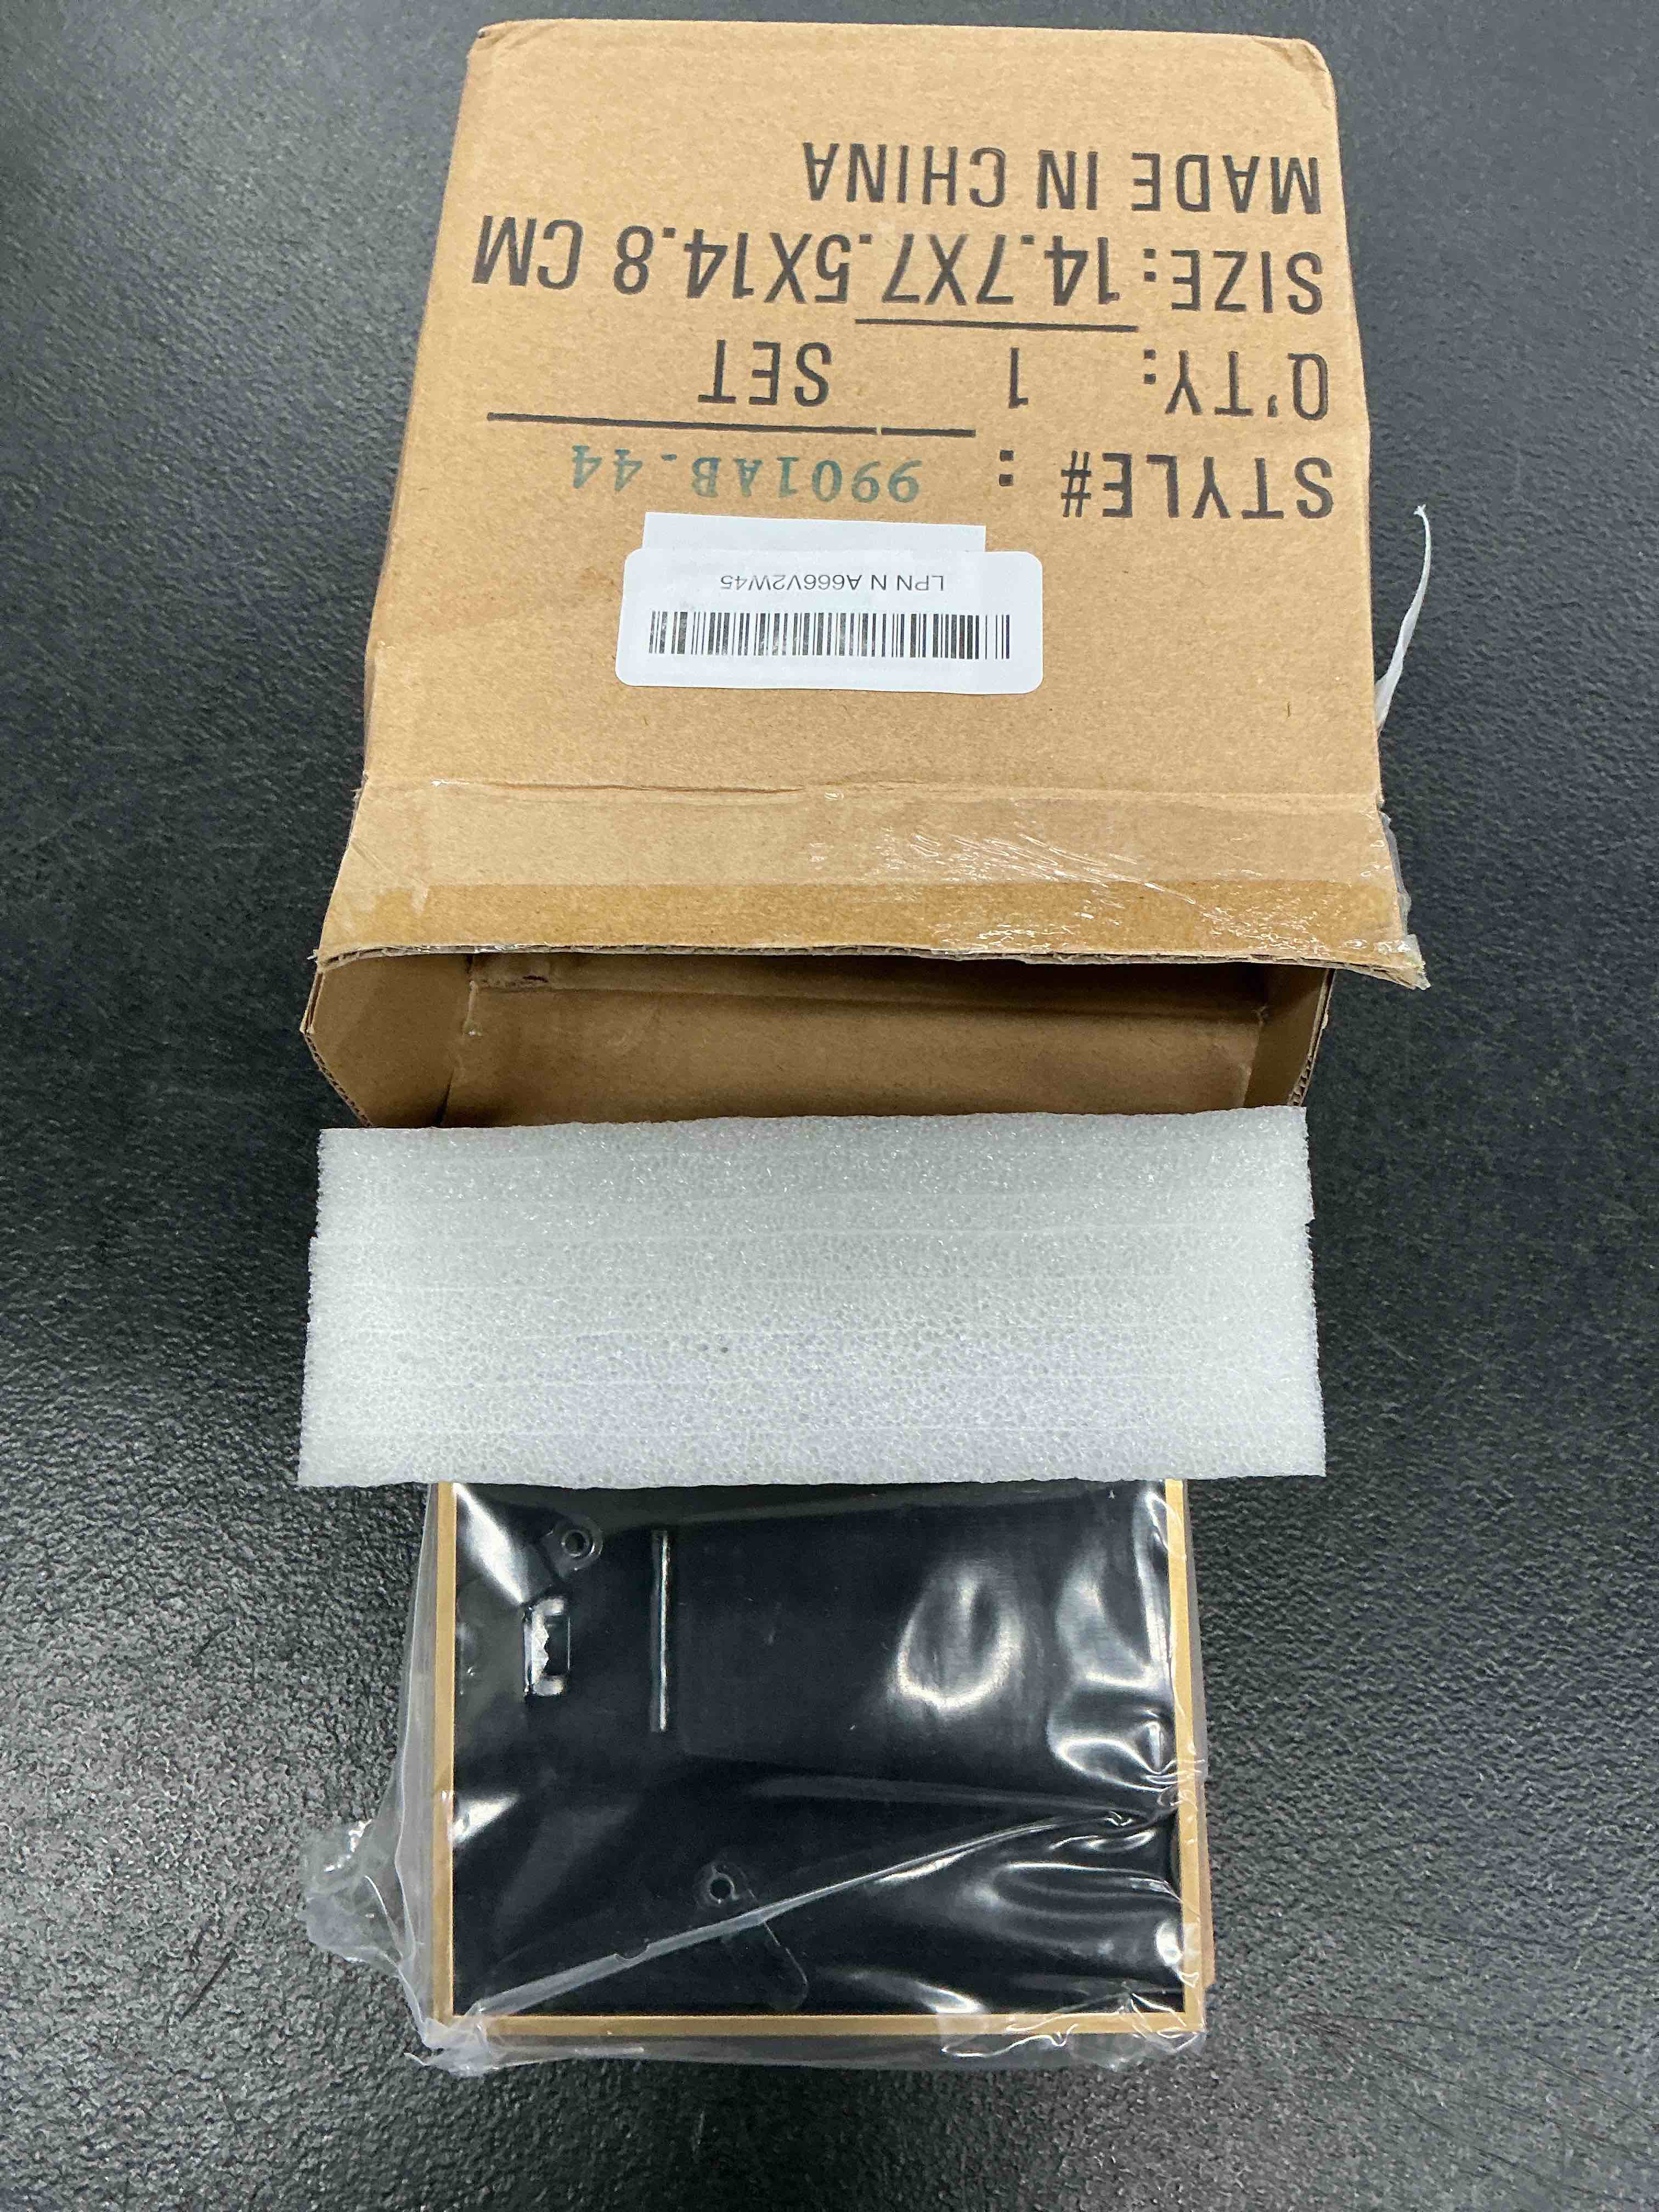 STYLE# : 9901AB.44
Q'TY: 1 SET
SIZE: 14.7X7.5X14.8 CM
MADE IN CHINA
LPN N A666V2W45